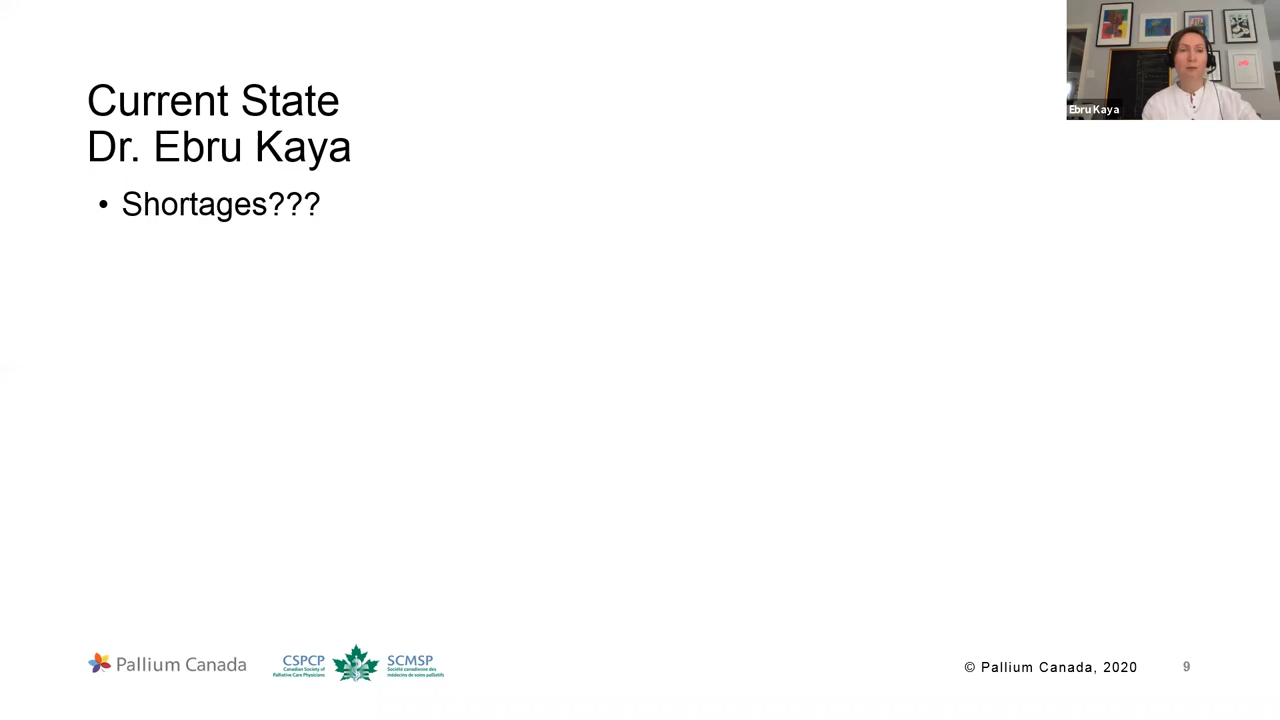 Ebru Kaya
Current State
Dr. Ebru Kaya
• Shortages???
Pallium Canada
CSPCP
Canadian Society of
Palliative Care Physicians
SCMSP
Société canadienne des
médecins de soins palliatifs
© Pallium Canada, 2020
9